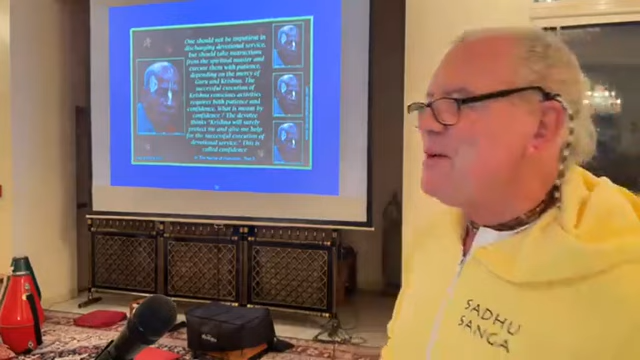 One should not be impatient in
discharging devotional service,
but should take instructions
from the spiritual master and
execute them with patience,
depending on the mercy of
Guru and Krishna. The
successful execution of
Krishna conscious activities
requires both patience and
confidence. What is meant by
confidence? The devotee
thinks "Krishna will surely
protect me and give me help
for the successful execution of
devotional service." This is
called confidence
SADHU
SANGA